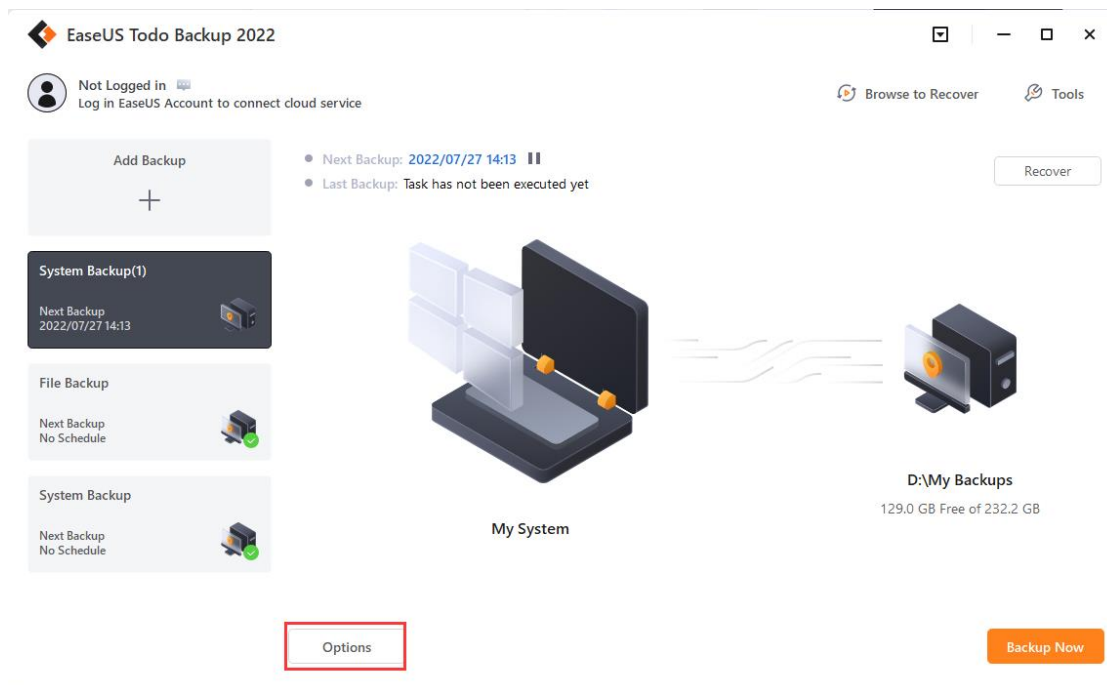 EaseUS Todo Backup 2022
Not Logged in
Log in EaseUS Account to connect cloud service
Browse to Recover
Tools
Add Backup
Next Backup: 2022/07/27 14:13
Last Backup: Task has not been executed yet
Recover
System Backup(1)
Next Backup
2022/07/27 14:13
File Backup
Next Backup
No Schedule
System Backup
Next Backup
No Schedule
My System
D:\My Backups
129.0 GB Free of 232.2 GB
Options
Backup Now